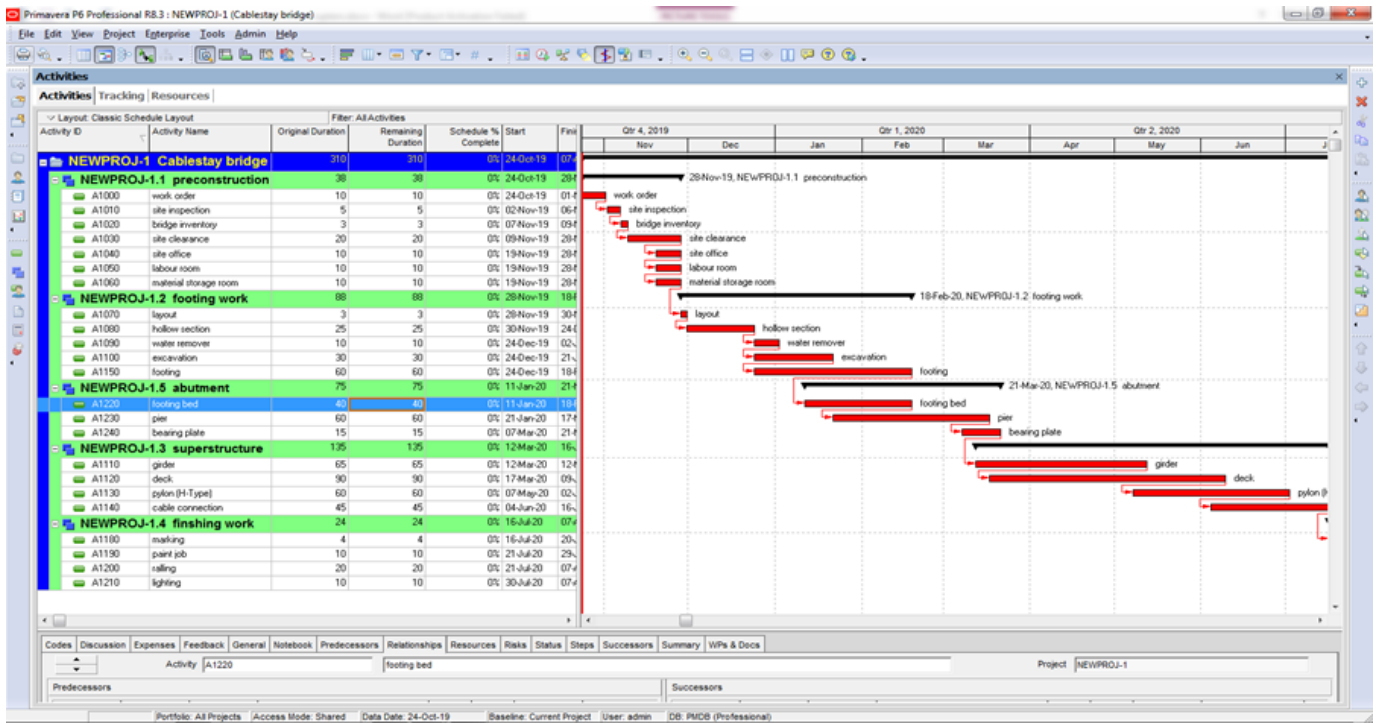 Primavera P6 Professional R8.3 : NEWPROJ-1 (Cablestay bridge)
File Edit View Project Enterprise Tools Admin Help
Activities
Activities Tracking Resources
Layout: Classic Schedule Layout Filter: All Activities
Activity ID Activity Name Original Duration Remaining Duration Schedule % Complete Start Fini Qtr 4, 2019 Qtr 1, 2020 Qtr 2, 2020
Nov Dec Jan Feb Mar Apr May Jun J
NEWPROJ-1 Cablestay bridge 310 310 0% 24-Oct-19
NEWPROJ-1.1 preconstruction 38 38 0% 24-Oct-19 28-Nov-19, NEWPROJ-1.1 preconstruction
A1000 work order 10 10 0% 24-Oct-19 work order
A1010 site inspection 5 5 0% 02-Nov-19 site inspection
A1020 bridge inventory 3 3 0% 07-Nov-19 bridge inventory
A1030 site clearance 20 20 0% 09-Nov-19 site clearance
A1040 site office 10 10 0% 19-Nov-19 site office
A1050 labour room 10 10 0% 19-Nov-19 labour room
A1060 material storage room 10 10 0% 19-Nov-19 material storage room
NEWPROJ-1.2 footing work 88 88 0% 28-Nov-19 18-Feb-20, NEWPROJ-1.2 footing work
A1070 layout 3 3 0% 28-Nov-19 layout
A1080 hollow section 25 25 0% 30-Nov-19 hollow section
A1090 water remover 10 10 0% 24-Dec-19 water remover
A1100 excavation 30 30 0% 24-Dec-19 excavation
A1150 footing 60 60 0% 24-Dec-19 footing
NEWPROJ-1.5 abutment 75 75 0% 11-Jan-20 21-Mar-20, NEWPROJ-1.5 abutment
A1220 footing bed 40 40 0% 11-Jan-20 footing bed
A1230 pier 60 60 0% 21-Jan-20 pier
A1240 bearing plate 15 15 0% 07-Mar-20 bearing plate
NEWPROJ-1.3 superstructure 135 135 0% 12-Mar-20
A1110 girder 65 65 0% 12-Mar-20 girder
A1120 deck 90 90 0% 17-Mar-20 deck
A1130 pylon (H-Type) 60 60 0% 07-May-20 pylon (H
A1140 cable connection 45 45 0% 04-Jun-20
NEWPROJ-1.4 finshing work 24 24 0% 16-Jul-20
A1180 marking 4 4 0% 16-Jul-20
A1190 paint job 10 10 0% 21-Jul-20
A1200 railing 20 20 0% 21-Jul-20
A1210 lighting 10 10 0% 30-Jul-20
Codes Discussion Expenses Feedback General Notebook Predecessors Relationships Resources Risks Status Steps Successors Summary WPs & Docs
Activity A1220 footing bed Project NEWPROJ-1
Predecessors Successors
Portfolio: All Projects Access Mode: Shared Data Date: 24-Oct-19 Baseline: Current Project User: admin DB: PMDB (Professional)